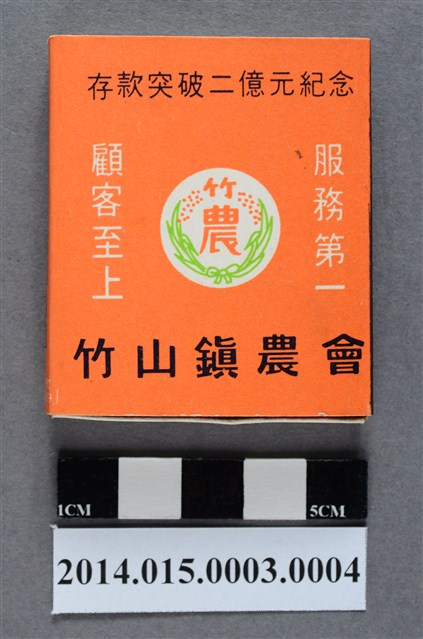 存款突破二億元紀念
服務第一
顧客至上
竹農
竹山鎮農會
1CM 5CM
2014.015.0003.0004